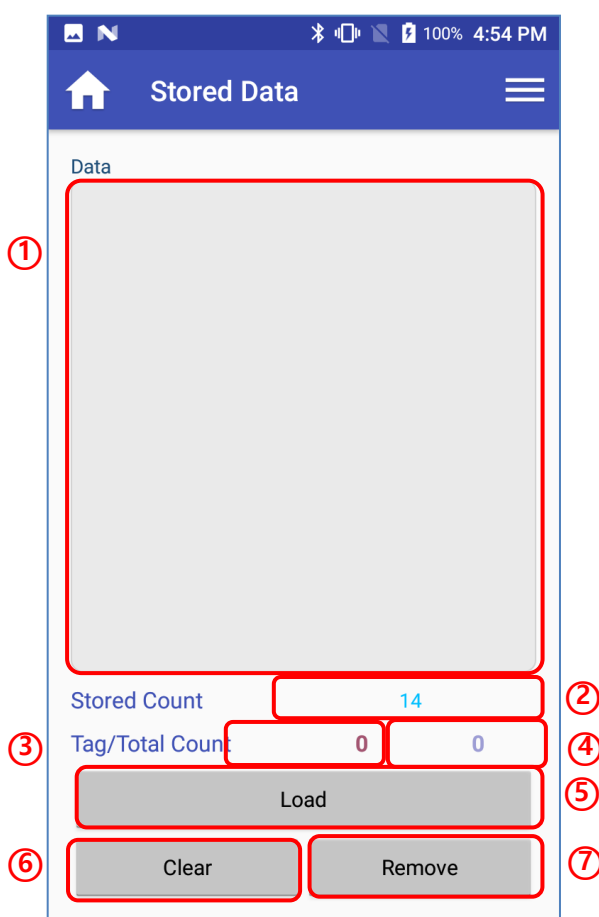 100% 4:54 PM
Stored Data
Data
①
Stored Count 14 ②
③ Tag/Total Count 0 0 ④
Load ⑤
⑥ Clear Remove ⑦